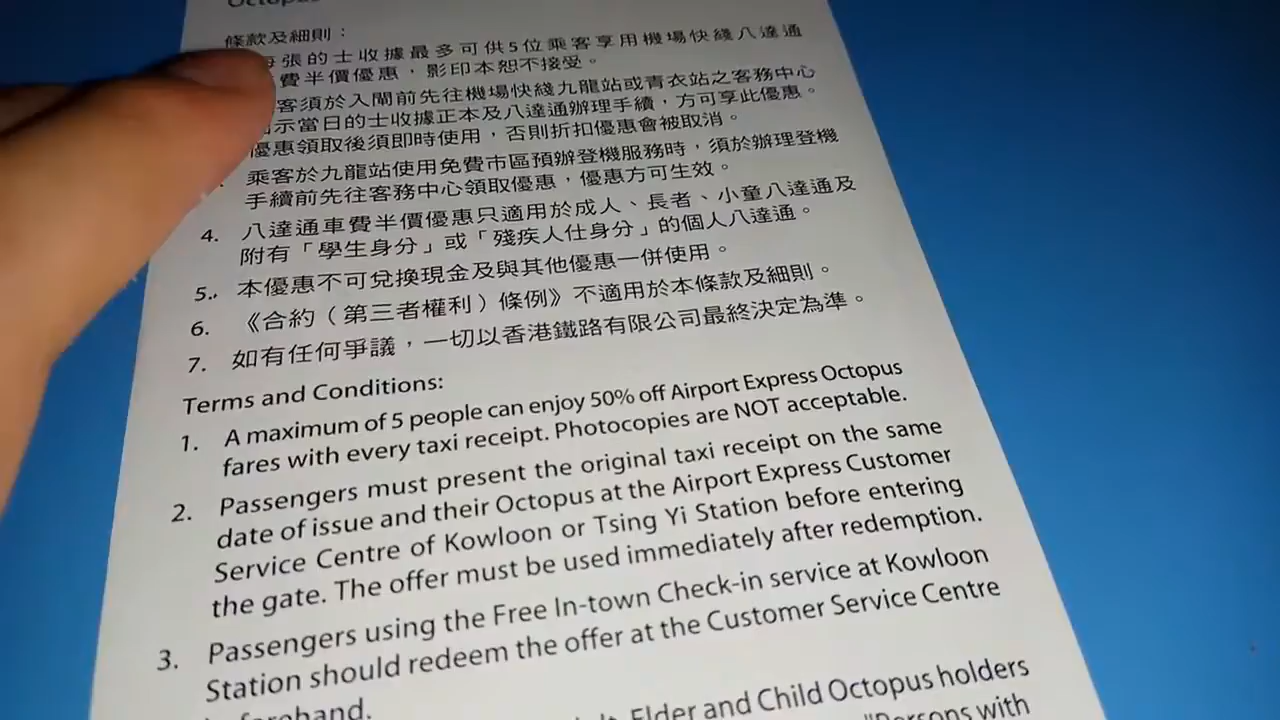 Octopus
條款及細則：
張的士收據最多可供5位乘客享用機場快綫八達通
費半價優惠，影印本恕不接受。
客須於入閘前先往機場快綫九龍站或青衣站之客務中心
示當日的士收據正本及八達通辦理手續，方可享此優惠。
優惠領取後須即時使用，否則折扣優惠會被取消。
乘客於九龍站使用免費市區預辦登機服務時，須於辦理登機
手續前先往客務中心領取優惠，優惠方可生效。
4. 八達通車費半價優惠只適用於成人、長者、小童八達通及
附有「學生身分」或「殘疾人仕身分」的個人八達通。
5. 本優惠不可兌換現金及與其他優惠一併使用。
6. 《合約（第三者權利）條例》不適用於本條款及細則。
7. 如有任何爭議，一切以香港鐵路有限公司最終決定為準。
Terms and Conditions:
1. A maximum of 5 people can enjoy 50% off Airport Express Octopus
fares with every taxi receipt. Photocopies are NOT acceptable.
2. Passengers must present the original taxi receipt on the same
date of issue and their Octopus at the Airport Express Customer
Service Centre of Kowloon or Tsing Yi Station before entering
the gate. The offer must be used immediately after redemption.
3. Passengers using the Free In-town Check-in service at Kowloon
Station should redeem the offer at the Customer Service Centre
beforehand.
Elder and Child Octopus holders
"Persons with